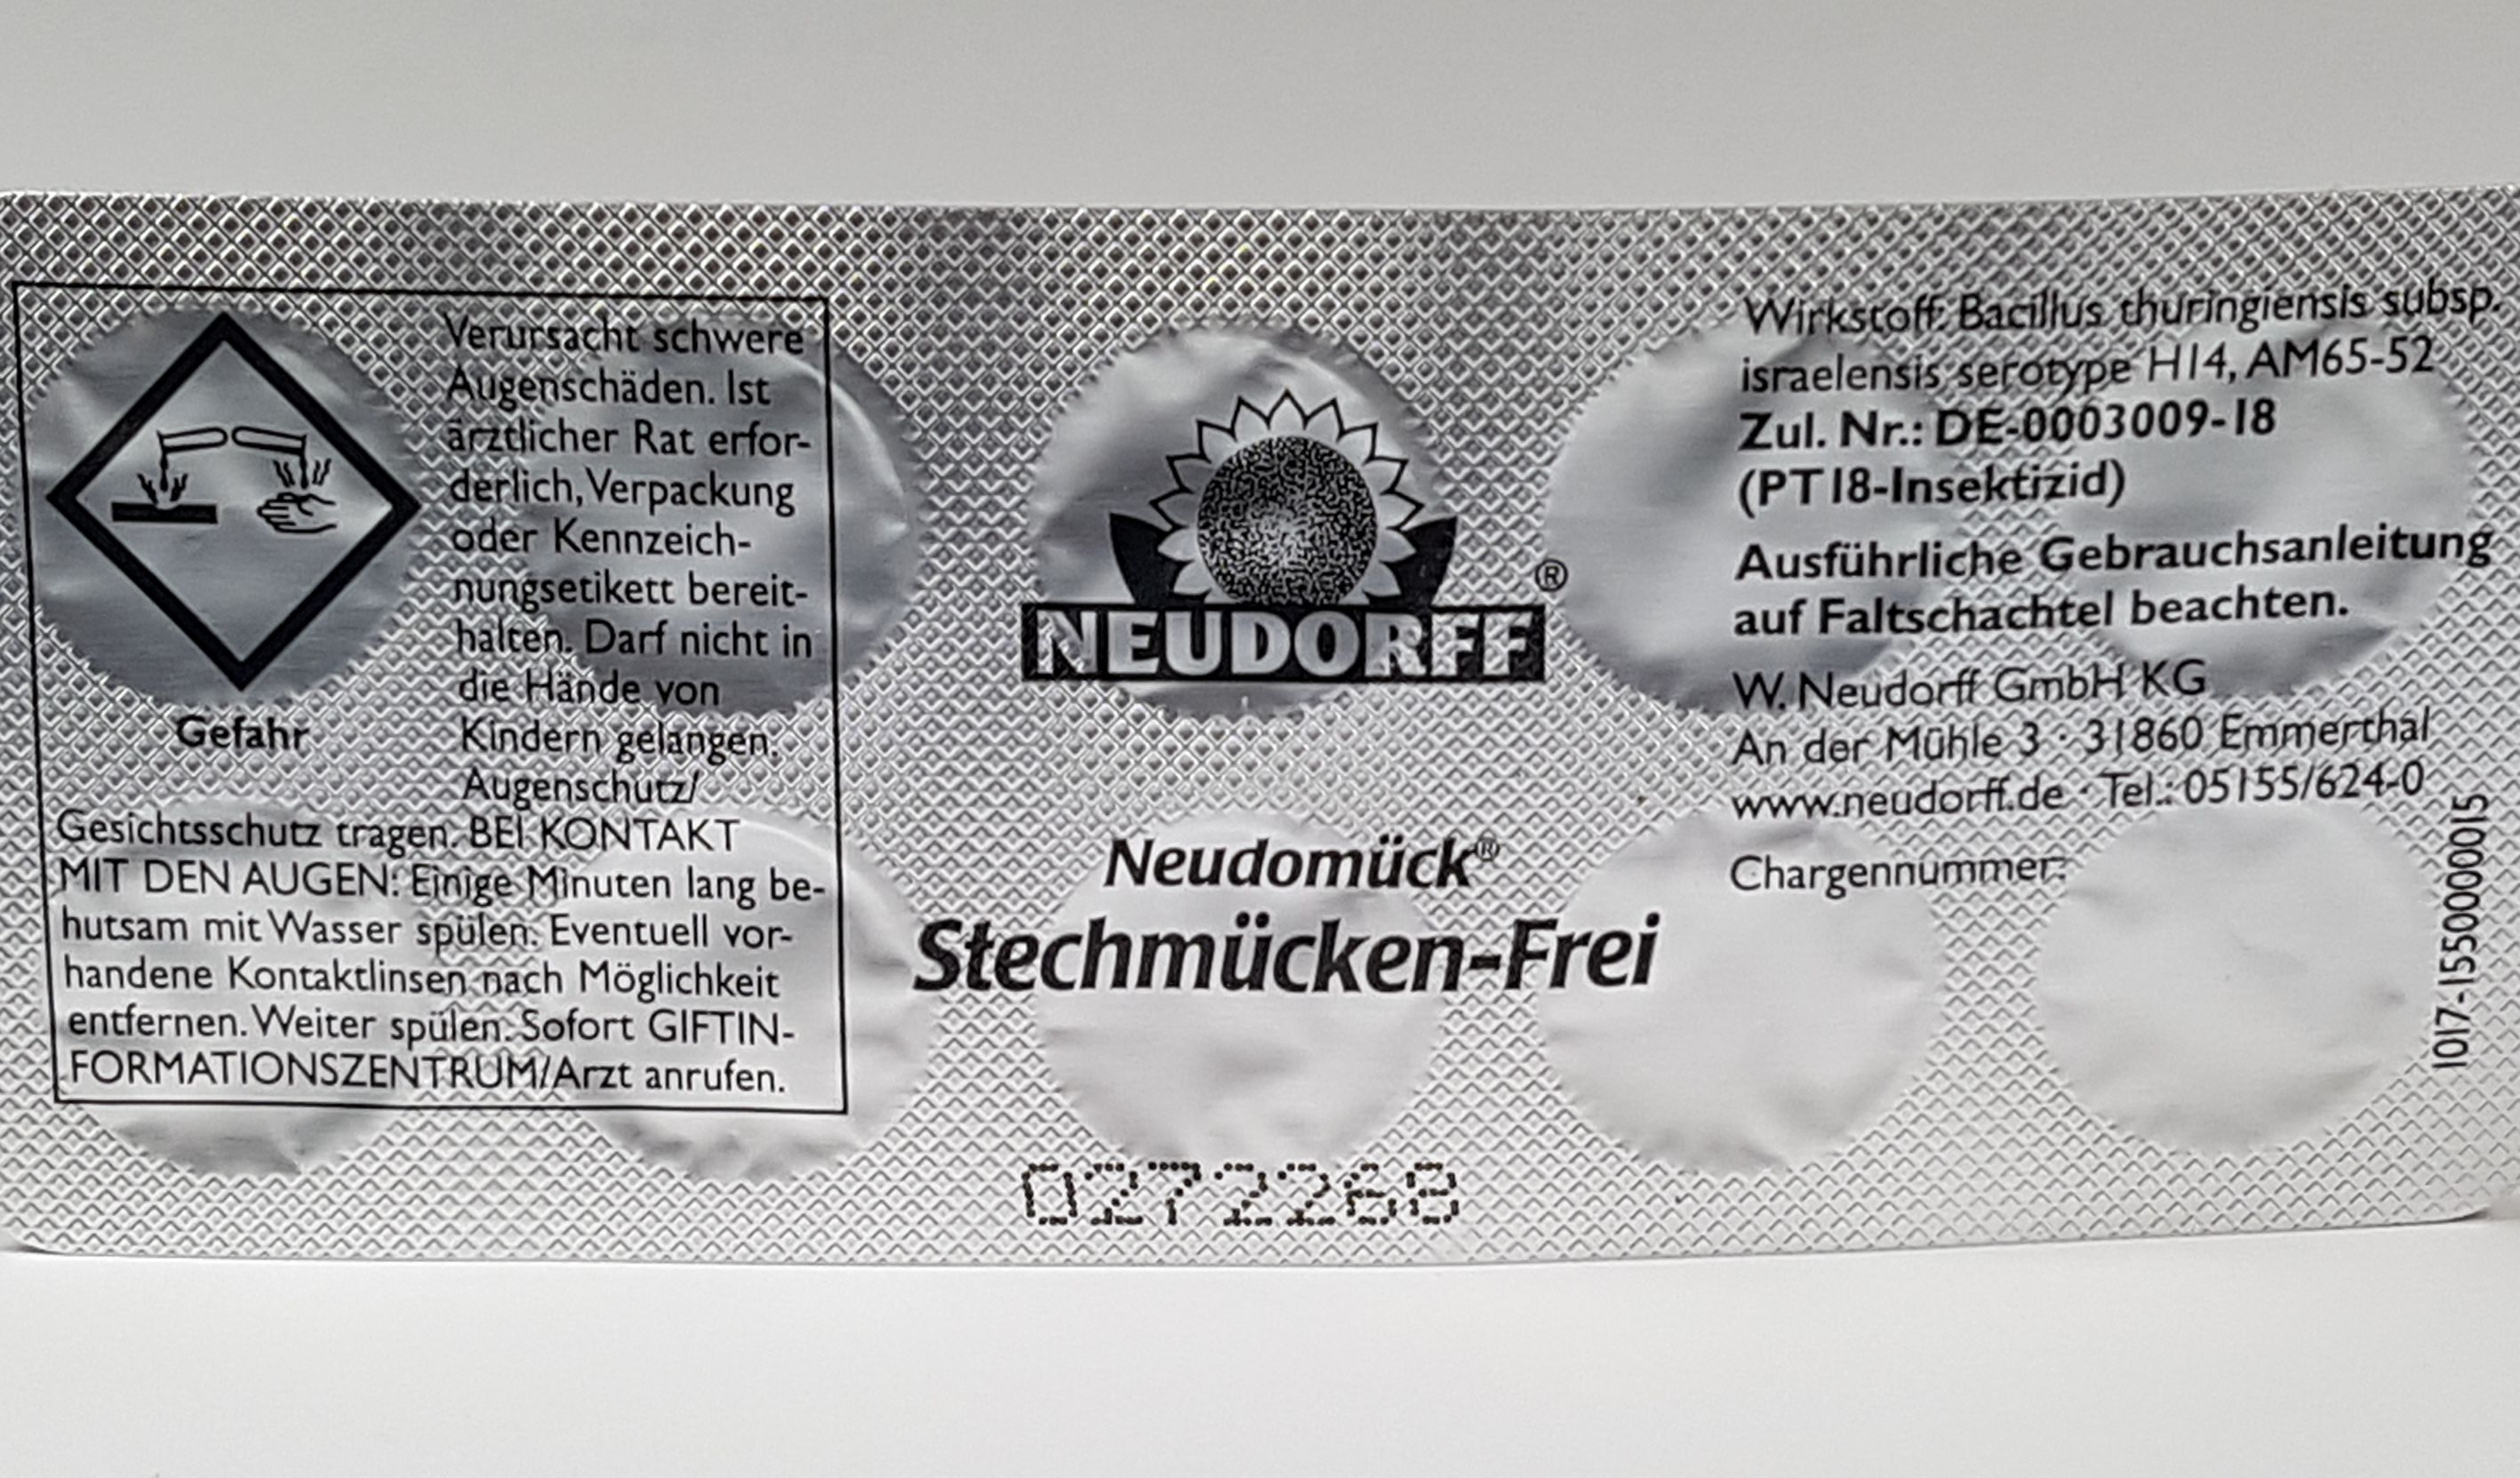 Verursacht schwere
Augenschäden. Ist
ärztlicher Rat erfor-
derlich, Verpackung
oder Kennzeich-
nungsetikett bereit-
halten. Darf nicht in
die Hände von
Kindern gelangen.
Augenschutz/
Gesichtsschutz tragen. BEI KONTAKT
MIT DEN AUGEN: Einige Minuten lang be-
hutsam mit Wasser spülen. Eventuell vor-
handene Kontaktlinsen nach Möglichkeit
entfernen. Weiter spülen. Sofort GIFTIN-
FORMATIONSZENTRUM/Arzt anrufen.
Gefahr
NEUDORFF®
Neudomück®
Stechmücken-Frei
0272268
Wirkstoff: Bacillus thuringiensis subsp.
israelensis serotype H14, AM65-52
Zul. Nr.: DE-0003009-18
(PT18-Insektizid)
Ausführliche Gebrauchsanleitung
auf Faltschachtel beachten.
W. Neudorff GmbH KG
An der Mühle 3 · 31860 Emmerthal
www.neudorff.de · Tel.: 05155/624-0
Chargennummer:
1017-155000015